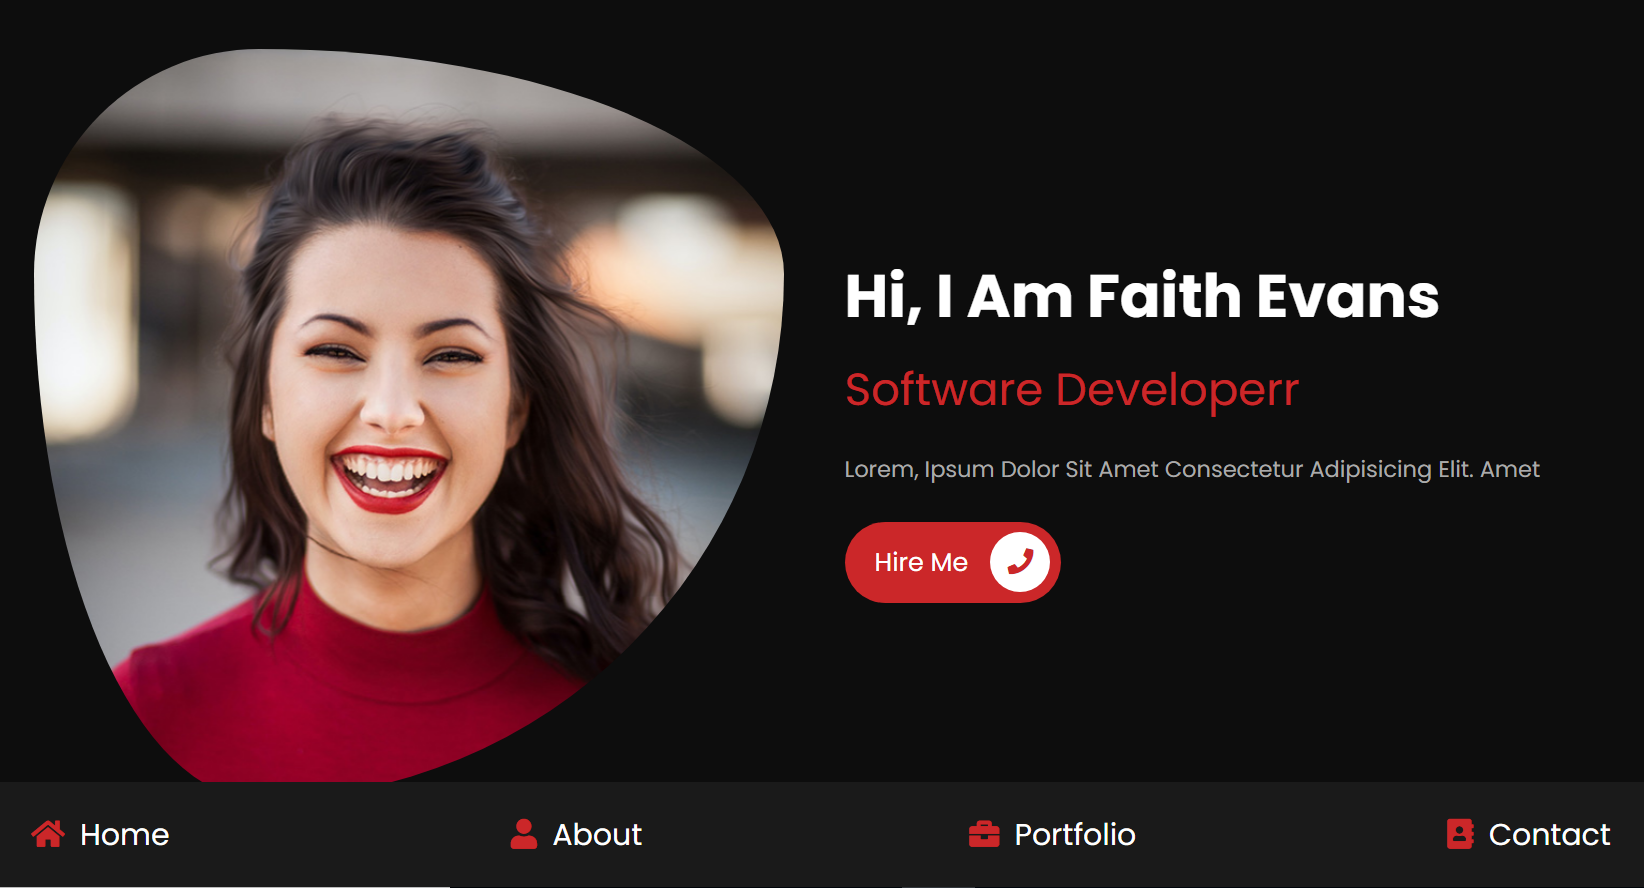 Hi, I Am Faith Evans
Software Developerr
Lorem, Ipsum Dolor Sit Amet Consectetur Adipisicing Elit. Amet
Hire Me
Home
About
Portfolio
Contact